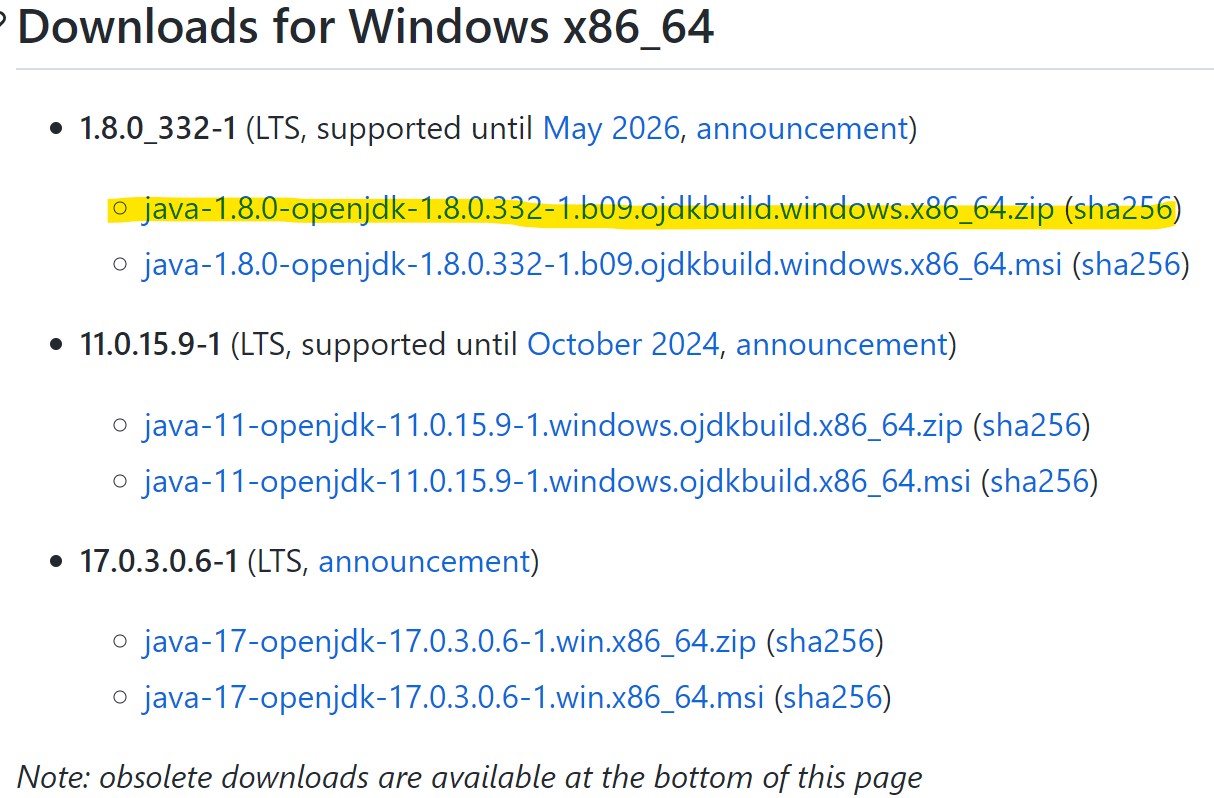 Downloads for Windows x86_64
1.8.0_332-1 (LTS, supported until May 2026, announcement)
java-1.8.0-openjdk-1.8.0.332-1.b09.ojdkbuild.windows.x86_64.zip (sha256)
java-1.8.0-openjdk-1.8.0.332-1.b09.ojdkbuild.windows.x86_64.msi (sha256)
11.0.15.9-1 (LTS, supported until October 2024, announcement)
java-11-openjdk-11.0.15.9-1.windows.ojdkbuild.x86_64.zip (sha256)
java-11-openjdk-11.0.15.9-1.windows.ojdkbuild.x86_64.msi (sha256)
17.0.3.0.6-1 (LTS, announcement)
java-17-openjdk-17.0.3.0.6-1.win.x86_64.zip (sha256)
java-17-openjdk-17.0.3.0.6-1.win.x86_64.msi (sha256)
Note: obsolete downloads are available at the bottom of this page